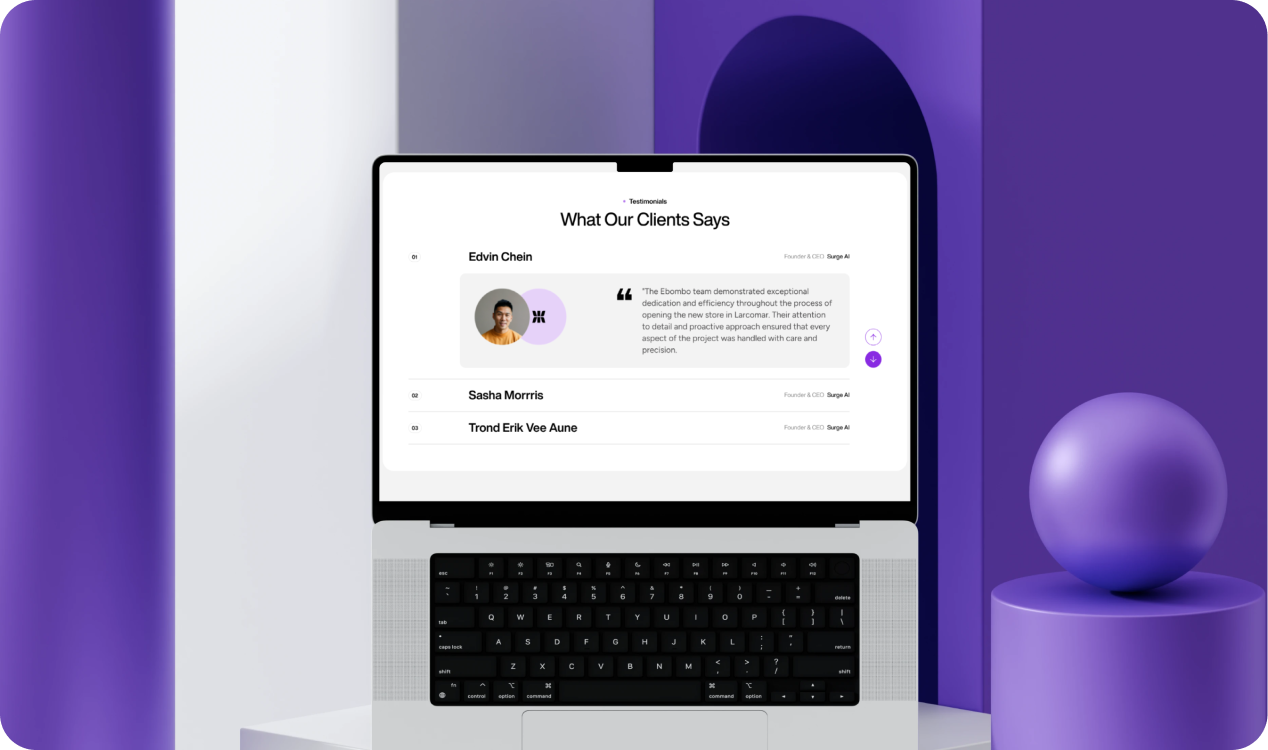 Testimonials
What Our Clients Says
01 Edvin Chein Founder & CEO Surge AI
“
"The Ebombo team demonstrated exceptional
dedication and efficiency throughout the process of
opening the new store in Larcomar. Their attention
to detail and proactive approach ensured that every
aspect of the project was handled with care and
precision.
02 Sasha Morrris Founder & CEO Surge AI
03 Trond Erik Vee Aune Founder & CEO Surge AI
esc F1 F2 F3 F4 F5 F6 F7 F8 F9 F10 F11 F12
~ ! @ # $ % ^ & * ( ) _ +
` 1 2 3 4 5 6 7 8 9 0 - = delete
tab Q W E R T Y U I O P { [ } ] | \
caps lock A S D F G H J K L : ; " ' return
shift Z X C V B N M < , > . ? / shift
fn control option command command option